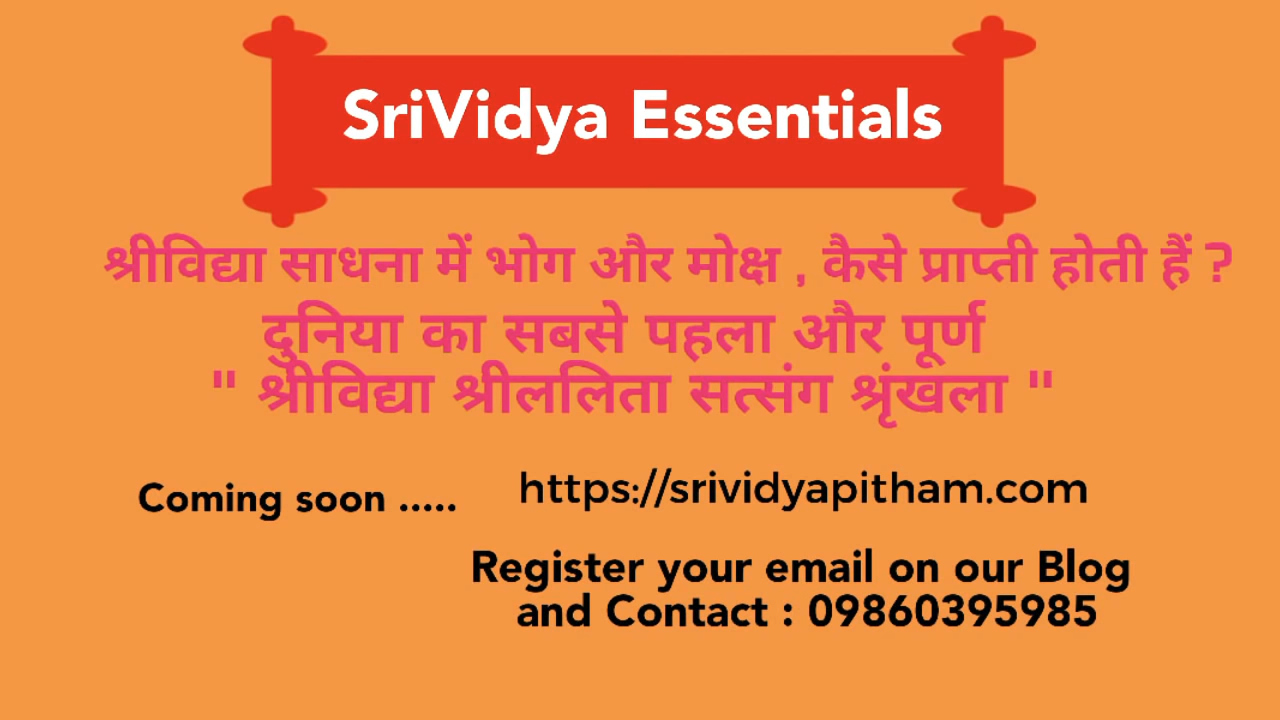 SriVidya Essentials
श्रीविद्या साधना में भोग और मोक्ष , कैसे प्राप्ती होती हैं ?
दुनिया का सबसे पहला और पूर्ण
" श्रीविद्या श्रीललिता सत्संग श्रृंखला "
Coming soon .....
https://srividyapitham.com
Register your email on our Blog
and Contact : 09860395985